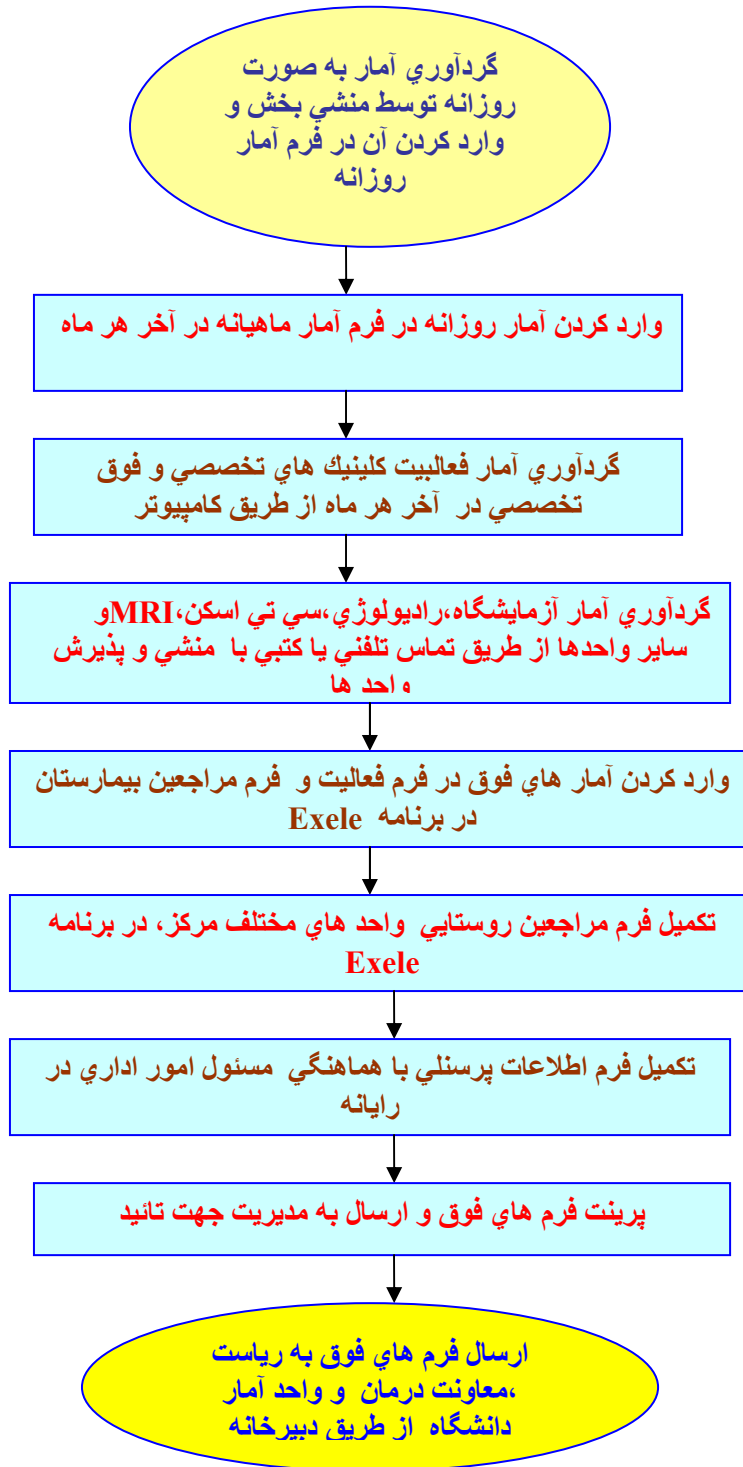 گردآوري آمار به صورت
روزانه توسط منشي بخش و
وارد كردن آن در فرم آمار
روزانه
وارد كردن آمار روزانه در فرم آمار ماهيانه در آخر هر ماه
گردآوري آمار فعالبيت كلينيك هاي تخصصي و فوق
تخصصي در آخر هر ماه از طريق كامپيوتر
گردآوري آمار آزمايشگاه،راديولوژي،سي تي اسكن،MRIو
ساير واحدها از طريق تماس تلفني يا كتبي با منشي و پذيرش
واحد ها
وارد كردن آمار هاي فوق در فرم فعاليت و فرم مراجعين بيمارستان
در برنامه Exele
تكميل فرم مراجعين روستايي واحد هاي مختلف مركز، در برنامه
Exele
تكميل فرم اطلاعات پرسنلي با هماهنگي مسئول امور اداري در
رايانه
پرينت فرم هاي فوق و ارسال به مديريت جهت تائيد
ارسال فرم هاي فوق به رياست
،معاونت درمان و واحد آمار
دانشگاه از طريق دبيرخانه